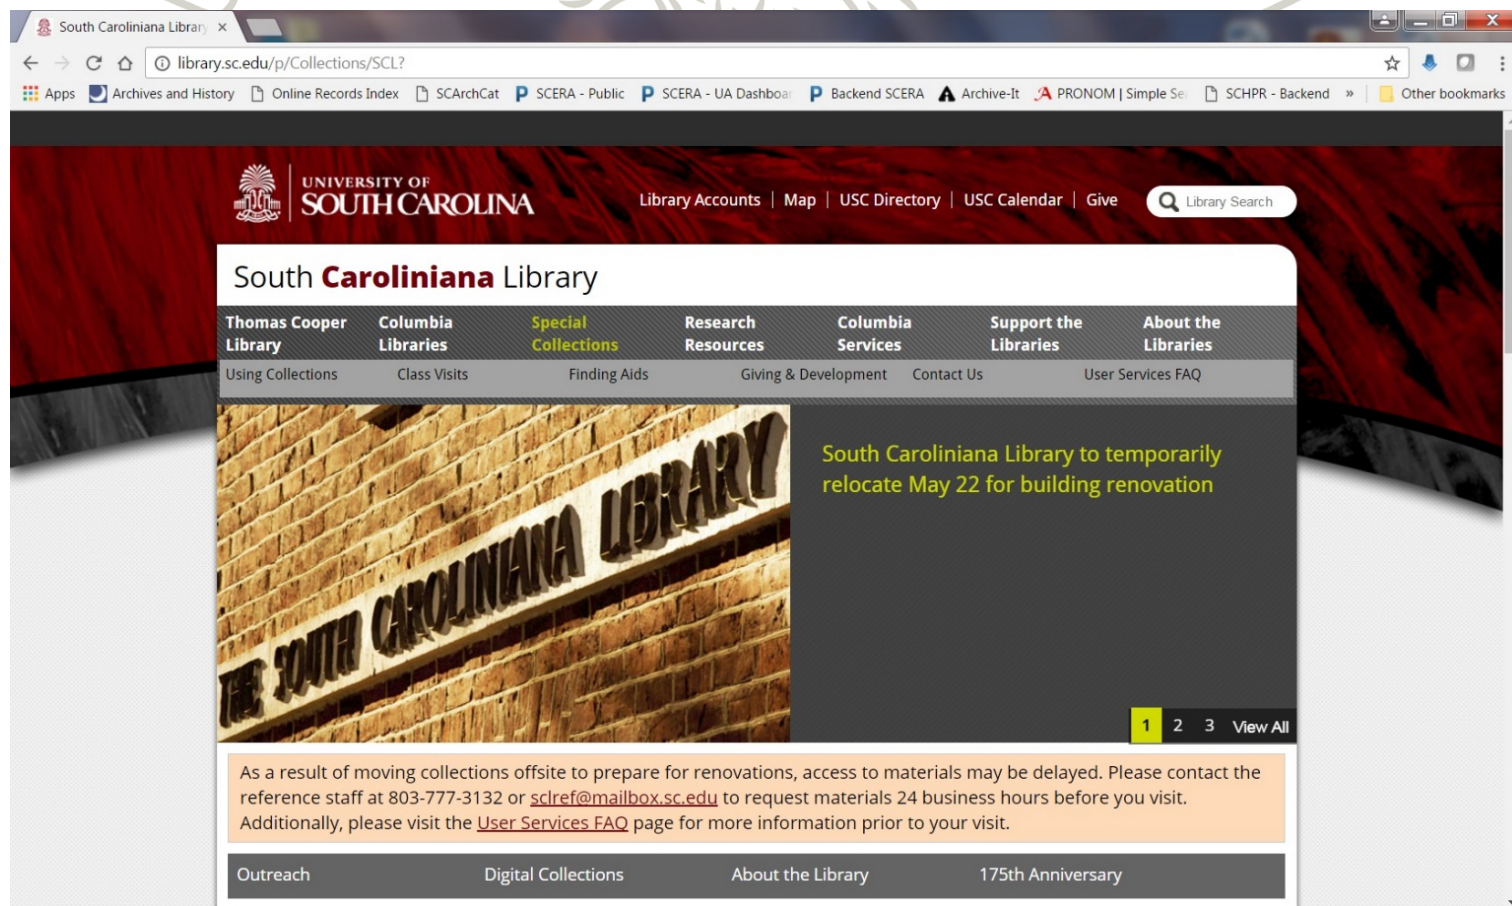 South Caroliniana Library
library.sc.edu/p/Collections/SCL?
Apps Archives and History Online Records Index SCArchCat SCERA - Public SCERA - UA Dashboar Backend SCERA Archive-It PRONOM | Simple Se SCHPR - Backend » Other bookmarks
UNIVERSITY OF
SOUTH CAROLINA
Library Accounts | Map | USC Directory | USC Calendar | Give
Library Search
South Caroliniana Library
Thomas Cooper Library
Columbia Libraries
Special Collections
Research Resources
Columbia Services
Support the Libraries
About the Libraries
Using Collections Class Visits Finding Aids Giving & Development Contact Us User Services FAQ
THE SOUTH CAROLINIANA LIBRARY
South Caroliniana Library to temporarily
relocate May 22 for building renovation
1 2 3 View All
As a result of moving collections offsite to prepare for renovations, access to materials may be delayed. Please contact the
reference staff at 803-777-3132 or sclref@mailbox.sc.edu to request materials 24 business hours before you visit.
Additionally, please visit the User Services FAQ page for more information prior to your visit.
Outreach Digital Collections About the Library 175th Anniversary